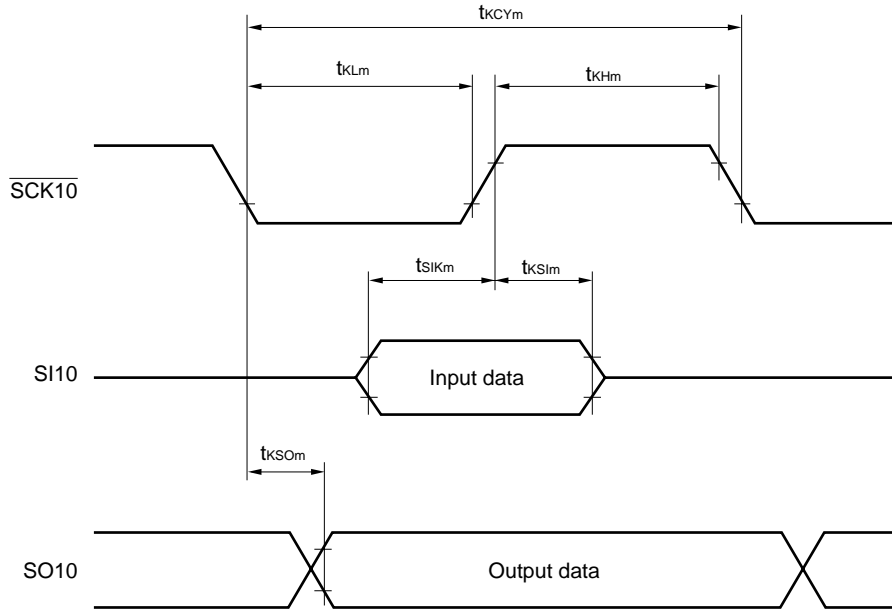 tKCYm
tKLm
tKHm
SCK10
tSIKm
tKSIm
SI10
Input data
tKSOm
SO10
Output data